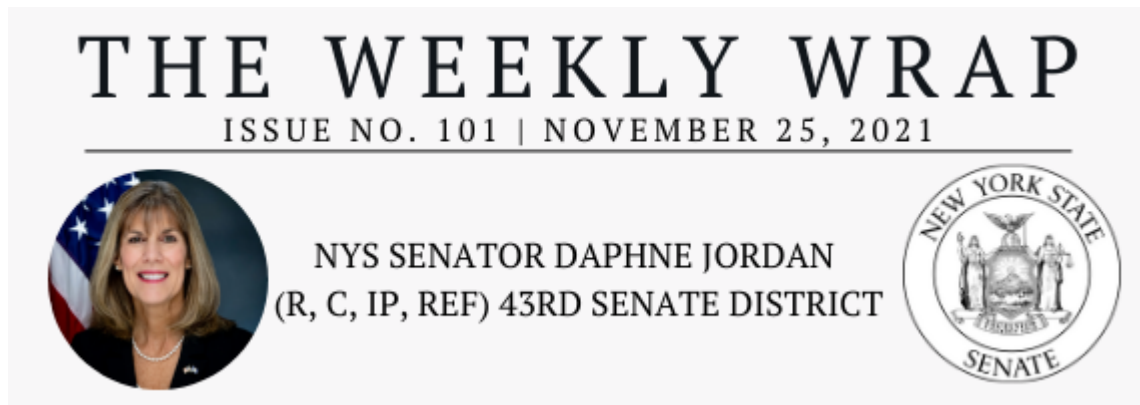 THE WEEKLY WRAP
ISSUE NO. 101 | NOVEMBER 25, 2021
NYS SENATOR DAPHNE JORDAN
(R, C, IP, REF) 43RD SENATE DISTRICT
NEW YORK STATE
SENATE